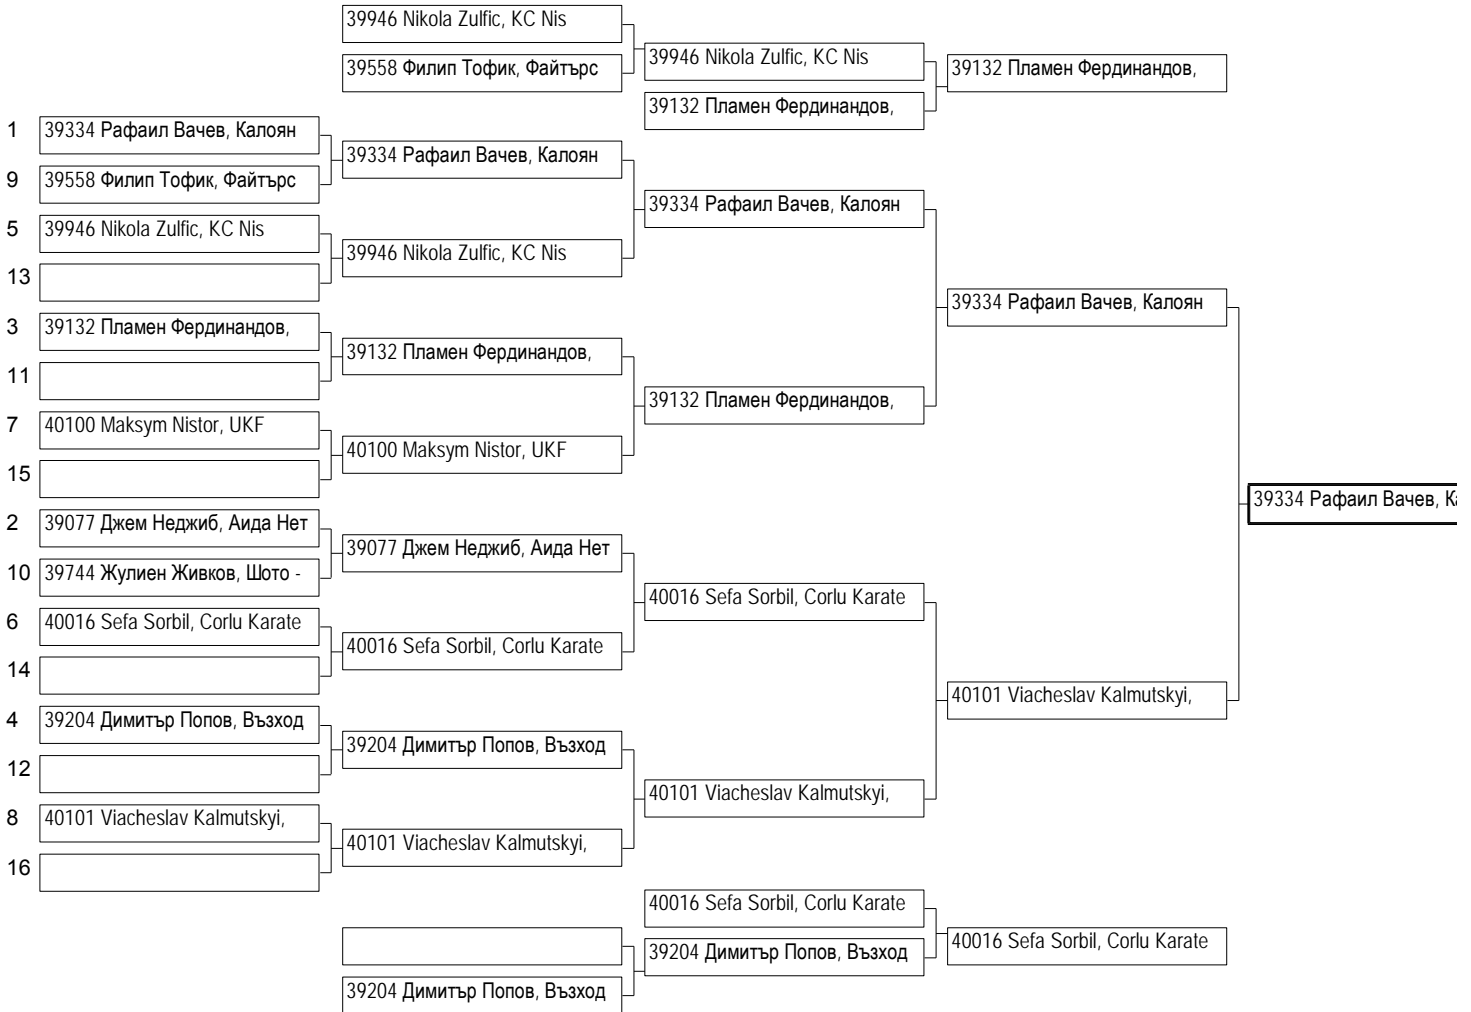 39946 Nikola Zulfic, KC Nis
39558 Филип Тофик, Файтърс
39946 Nikola Zulfic, KC Nis
39132 Пламен Фердинандов,
39132 Пламен Фердинандов,
1 39334 Рафаил Вачев, Калоян
9 39558 Филип Тофик, Файтърс
39334 Рафаил Вачев, Калоян
5 39946 Nikola Zulfic, KC Nis
13
39946 Nikola Zulfic, KC Nis
39334 Рафаил Вачев, Калоян
3 39132 Пламен Фердинандов,
11
39132 Пламен Фердинандов,
7 40100 Maksym Nistor, UKF
15
40100 Maksym Nistor, UKF
39132 Пламен Фердинандов,
39334 Рафаил Вачев, Калоян
2 39077 Джем Неджиб, Аида Нет
10 39744 Жулиен Живков, Шото -
39077 Джем Неджиб, Аида Нет
6 40016 Sefa Sorbil, Corlu Karate
14
40016 Sefa Sorbil, Corlu Karate
40016 Sefa Sorbil, Corlu Karate
4 39204 Димитър Попов, Възход
12
39204 Димитър Попов, Възход
8 40101 Viacheslav Kalmutskyi,
16
40101 Viacheslav Kalmutskyi,
40101 Viacheslav Kalmutskyi,
40101 Viacheslav Kalmutskyi,
39334 Рафаил Вачев, Ка
40016 Sefa Sorbil, Corlu Karate
39204 Димитър Попов, Възход
39204 Димитър Попов, Възход
40016 Sefa Sorbil, Corlu Karate